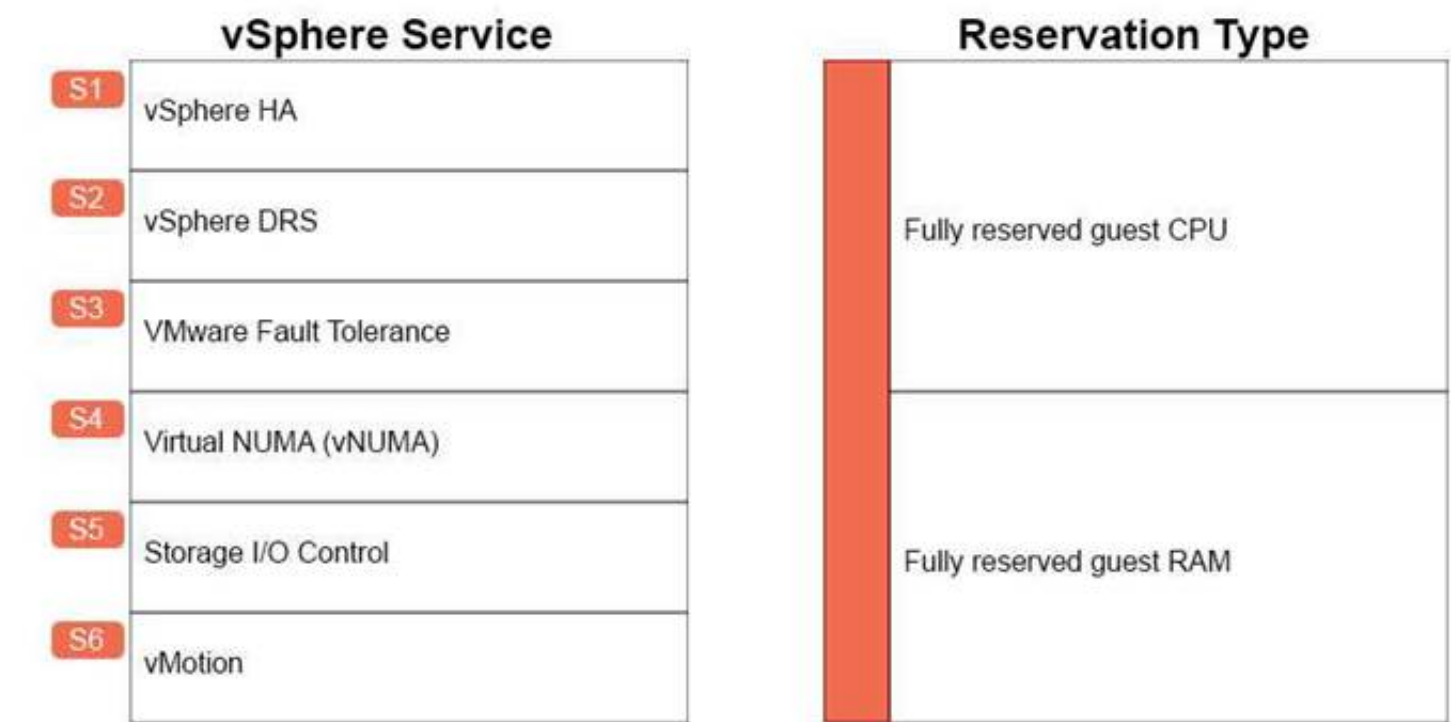 vSphere Service
S1
vSphere HA
S2
vSphere DRS
S3
VMware Fault Tolerance
S4
Virtual NUMA (vNUMA)
S5
Storage I/O Control
S6
vMotion
Reservation Type
Fully reserved guest CPU
Fully reserved guest RAM